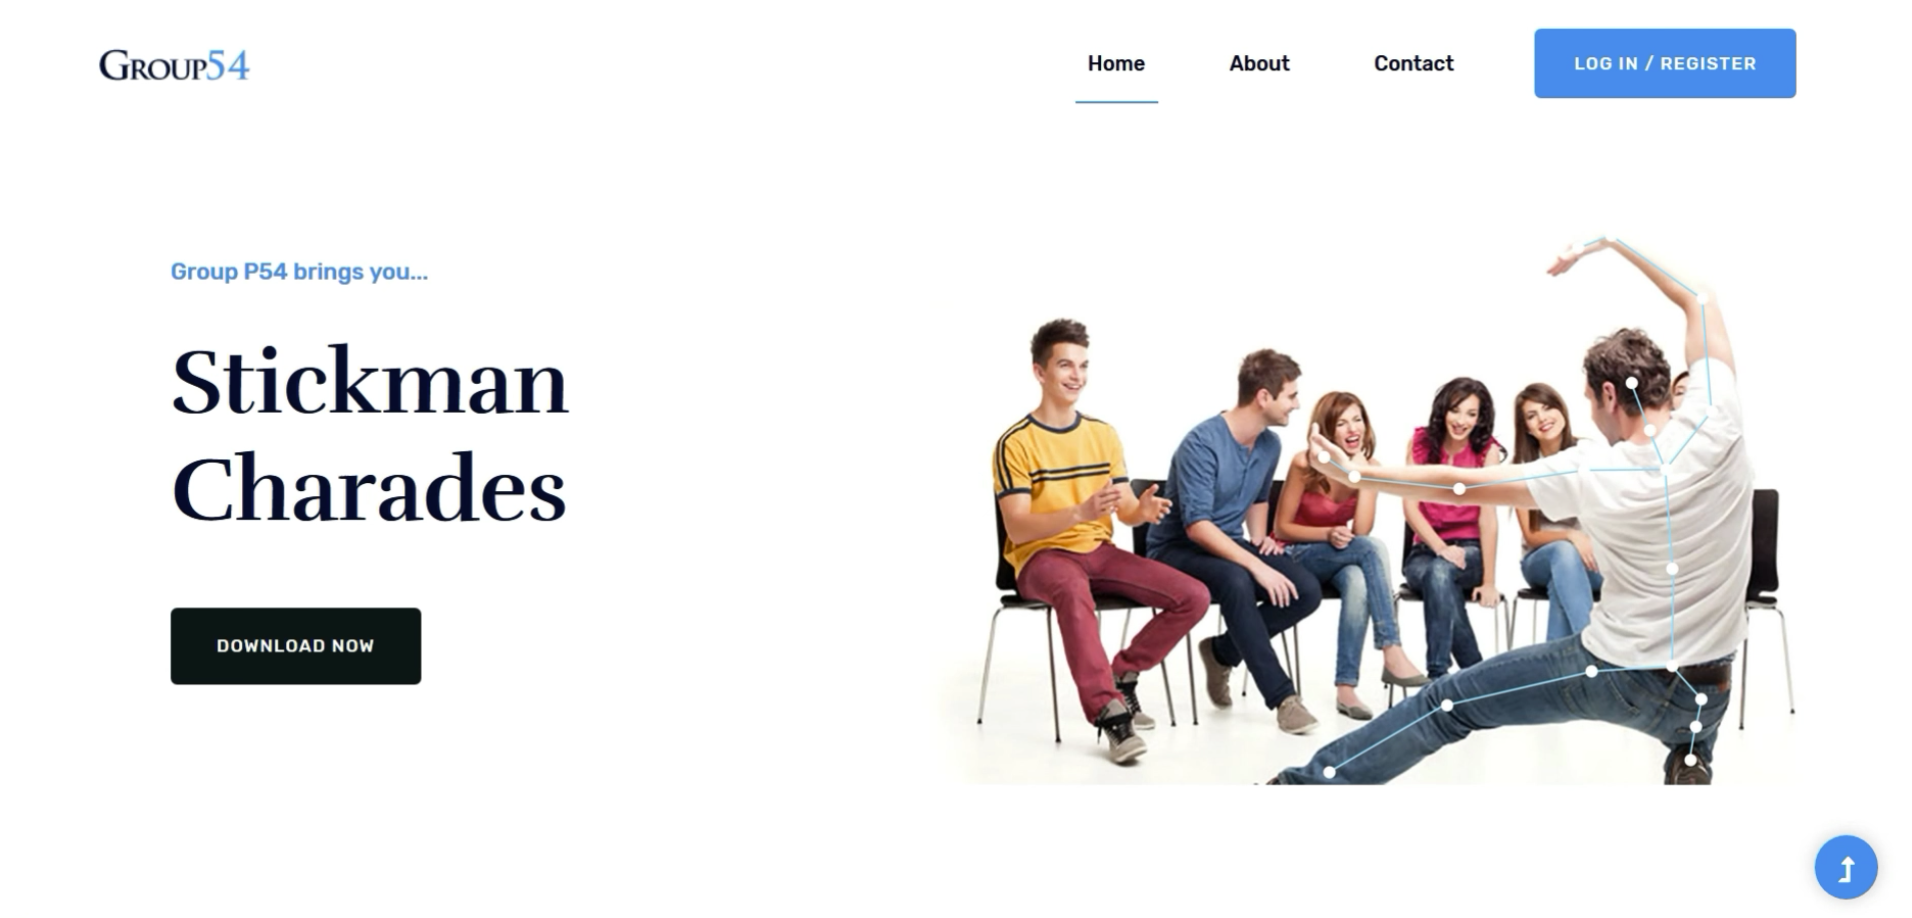 GROUP54
Home About Contact LOG IN / REGISTER
Group P54 brings you...
Stickman
Charades
DOWNLOAD NOW